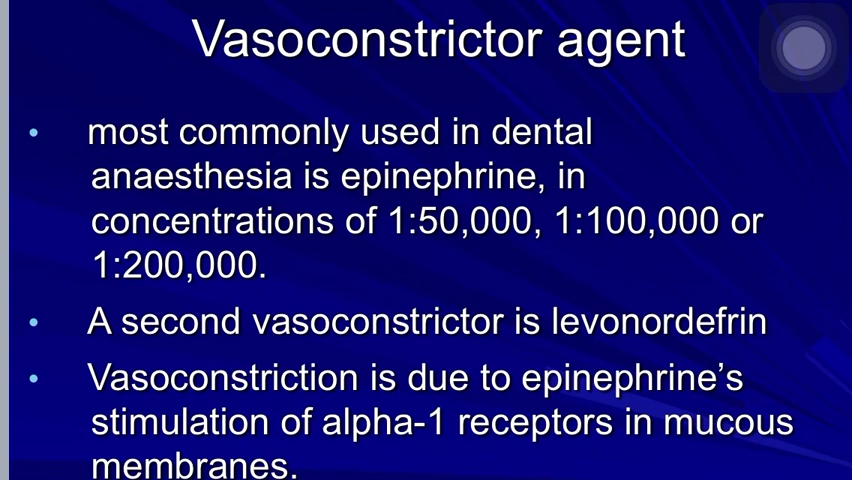 Vasoconstrictor agent
• most commonly used in dental
anaesthesia is epinephrine, in
concentrations of 1:50,000, 1:100,000 or
1:200,000.
• A second vasoconstrictor is levonordefrin
• Vasoconstriction is due to epinephrine’s
stimulation of alpha-1 receptors in mucous
membranes.